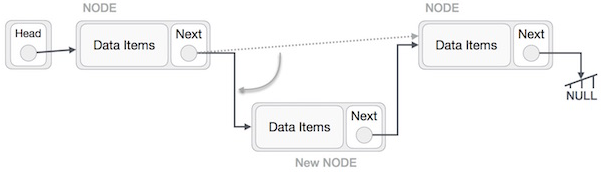 NODE
NODE
Head
Data Items
Next
Data Items
Next
NULL
Data Items
Next
New NODE